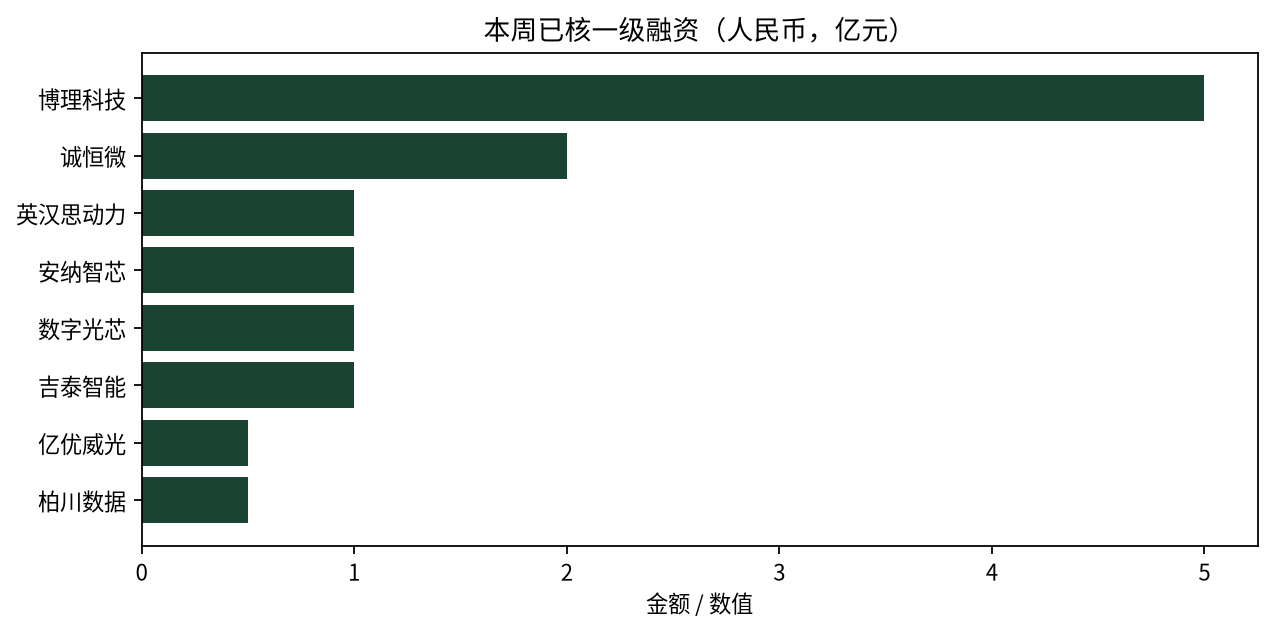 本周已核一级融资（人民币，亿元）
博理科技
诚恒微
英汉思动力
安纳智芯
数字光芯
吉泰智能
亿优威光
柏川数据
0 1 2 3 4 5
金额 / 数值